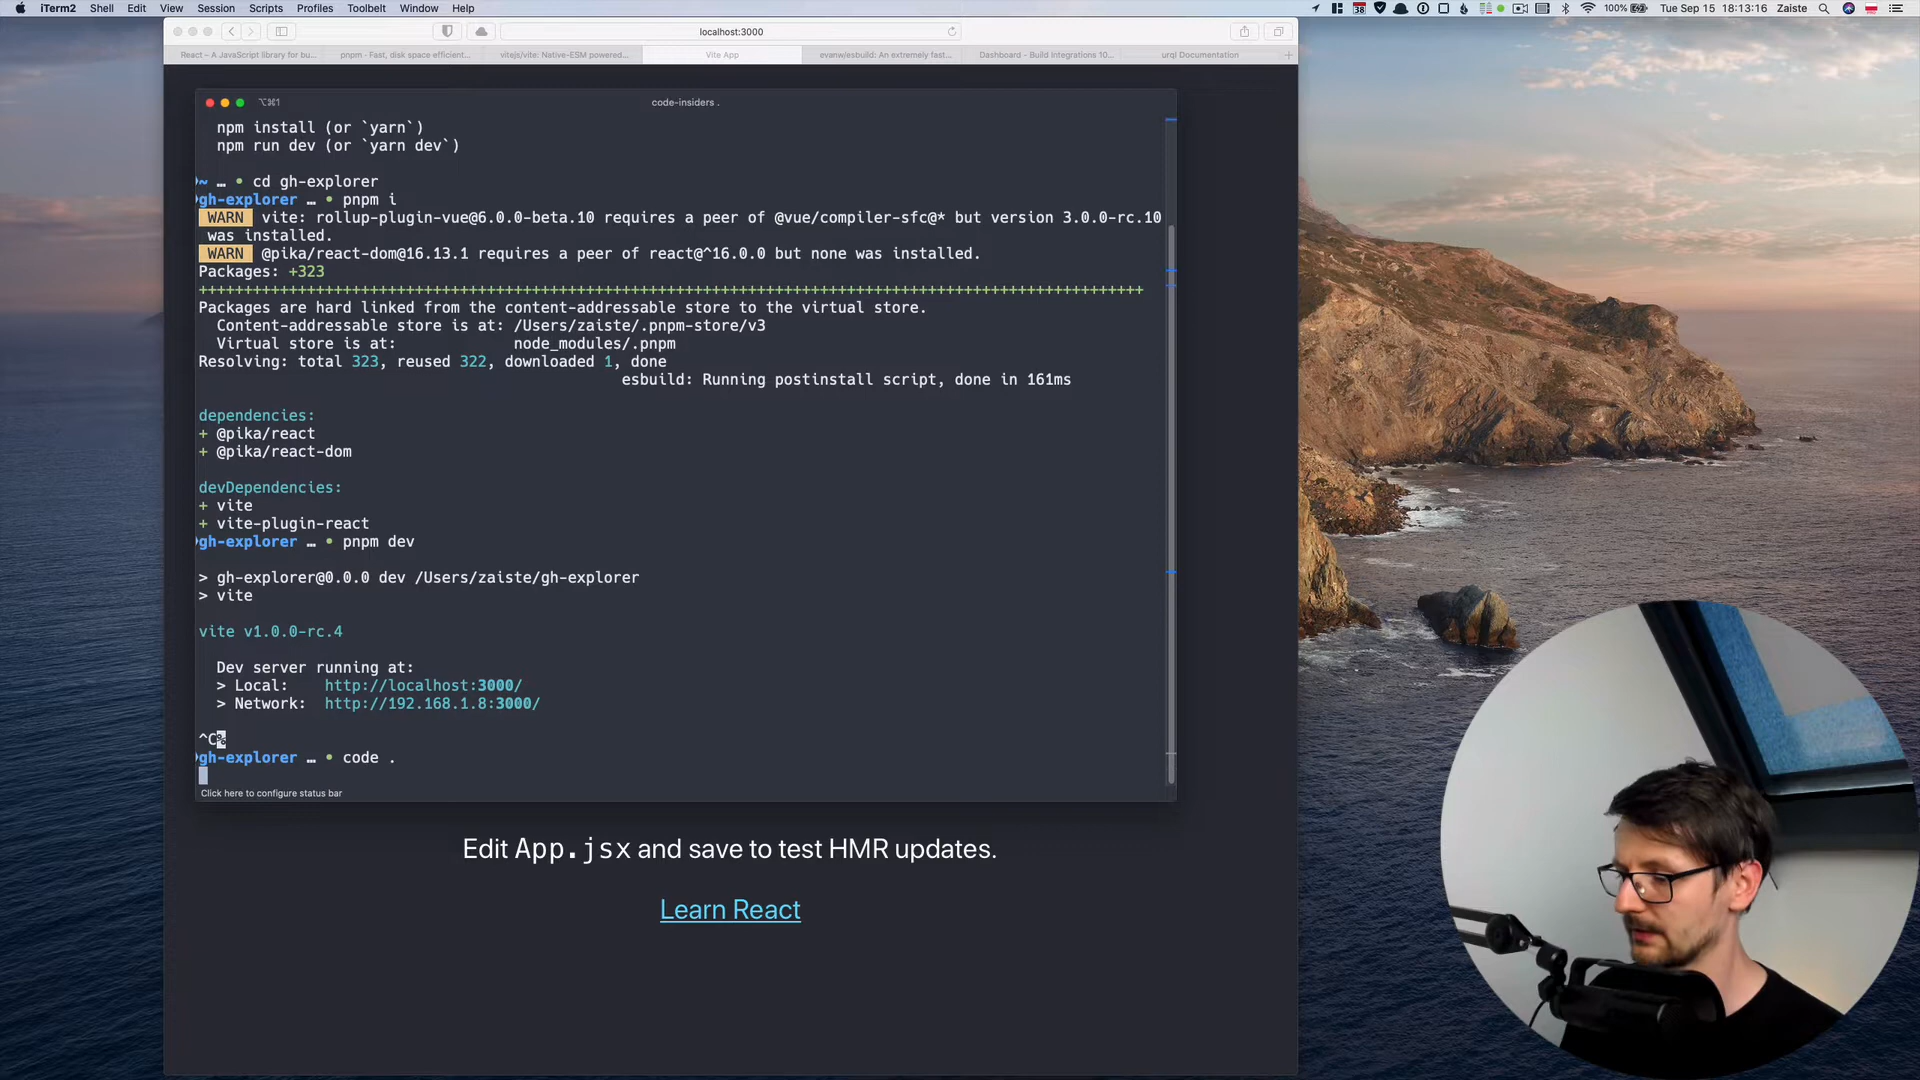 iTerm2 Shell Edit View Session Scripts Profiles Toolbelt Window Help
38 100% Tue Sep 15 18:13:16 Zaiste
localhost:3000
React – A JavaScript library for bu... pnpm - Fast, disk space efficient... vitejs/vite: Native-ESM powered... Vite App evanw/esbuild: An extremely fast... Dashboard - Build Integrations 10... urql Documentation
⌥⌘1 code-insiders .
npm install (or `yarn`)
npm run dev (or `yarn dev`)
~ … • cd gh-explorer
gh-explorer … • pnpm i
WARN vite: rollup-plugin-vue@6.0.0-beta.10 requires a peer of @vue/compiler-sfc@* but version 3.0.0-rc.10
was installed.
WARN @pika/react-dom@16.13.1 requires a peer of react@^16.0.0 but none was installed.
Packages: +323
+++++++++++++++++++++++++++++++++++++++++++++++++++++++++++++++++++++++++++++++++++++++++++++++++++++++++
Packages are hard linked from the content-addressable store to the virtual store.
Content-addressable store is at: /Users/zaiste/.pnpm-store/v3
Virtual store is at: node_modules/.pnpm
Resolving: total 323, reused 322, downloaded 1, done
esbuild: Running postinstall script, done in 161ms
dependencies:
+ @pika/react
+ @pika/react-dom
devDependencies:
+ vite
+ vite-plugin-react
gh-explorer … • pnpm dev
> gh-explorer@0.0.0 dev /Users/zaiste/gh-explorer
> vite
vite v1.0.0-rc.4
Dev server running at:
> Local: http://localhost:3000/
> Network: http://192.168.1.8:3000/
^C%
gh-explorer … • code .
Click here to configure status bar
Edit App.jsx and save to test HMR updates.
Learn React